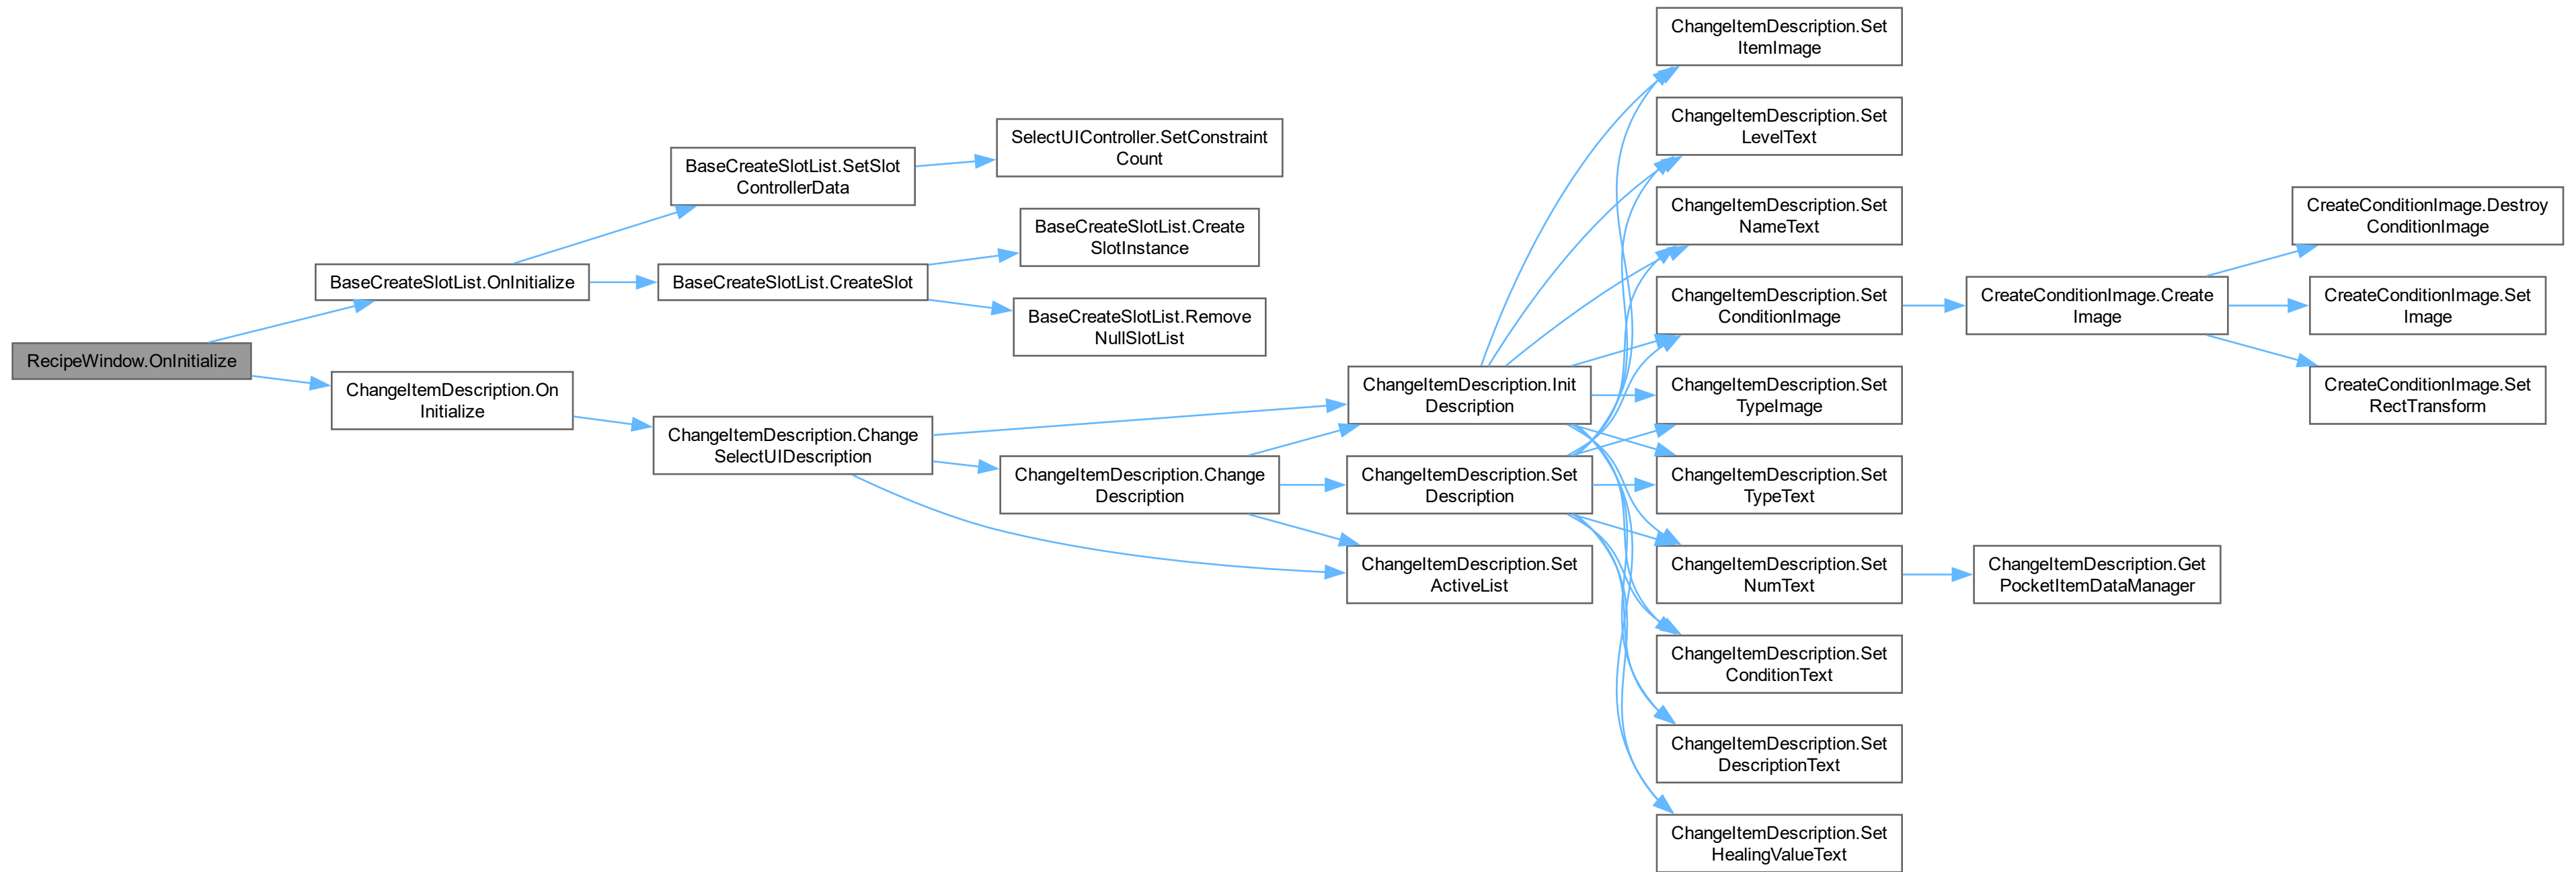 RecipeWindow.OnInitialize
BaseCreateSlotList.OnInitialize
ChangeItemDescription.On
Initialize
BaseCreateSlotList.SetSlot
ControllerData
BaseCreateSlotList.CreateSlot
ChangeItemDescription.Change
SelectUIDescription
SelectUIController.SetConstraint
Count
BaseCreateSlotList.Create
SlotInstance
BaseCreateSlotList.Remove
NullSlotList
ChangeItemDescription.Change
Description
ChangeItemDescription.Init
Description
ChangeItemDescription.Set
Description
ChangeItemDescription.Set
ActiveList
ChangeItemDescription.Set
ItemImage
ChangeItemDescription.Set
LevelText
ChangeItemDescription.Set
NameText
ChangeItemDescription.Set
ConditionImage
ChangeItemDescription.Set
TypeImage
ChangeItemDescription.Set
TypeText
ChangeItemDescription.Set
NumText
ChangeItemDescription.Set
ConditionText
ChangeItemDescription.Set
DescriptionText
ChangeItemDescription.Set
HealingValueText
CreateConditionImage.Create
Image
ChangeItemDescription.Get
PocketItemDataManager
CreateConditionImage.Destroy
ConditionImage
CreateConditionImage.Set
Image
CreateConditionImage.Set
RectTransform